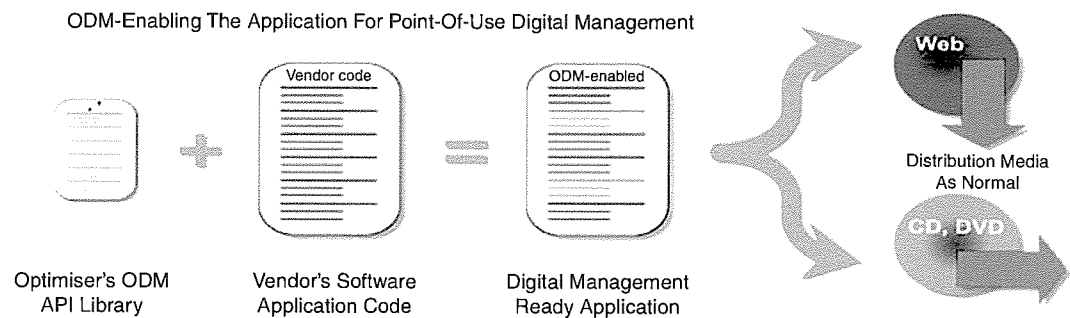 ODM-Enabling The Application For Point-Of-Use Digital Management
Vendor code
ODM-enabled
Web
Distribution Media
As Normal
CD, DVD
Optimiser's ODM
API Library
Vendor's Software
Application Code
Digital Management
Ready Application